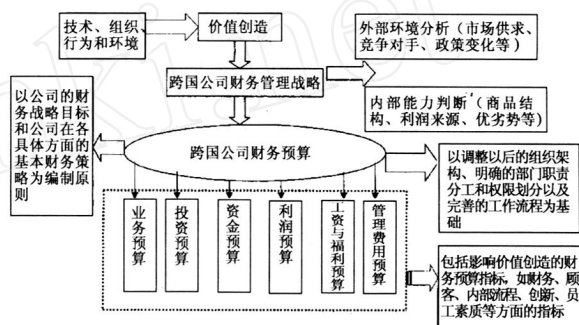 技术、组织、
行为和环境
价值创造
外部环境分析（市场供求、
竞争对手、政策变化等）
跨国公司财务管理战略
内部能力判断（商品结
构、利润来源、优劣势等）
以公司的财
务战略目标
和公司在各
具体方面的
基本财务策
略为编制原
则
跨国公司财务预算
以调整以后的组织架
构、明确的部门职责
分工和权限划分以及
完善的工作流程为基
础
业务预算
投资预算
资金预算
利润预算
工资与福利预算
管理费用预算
包括影响价值创造的财
务预算指标，如财务、顾
客、内部流程、创新、员
工素质等方面的指标